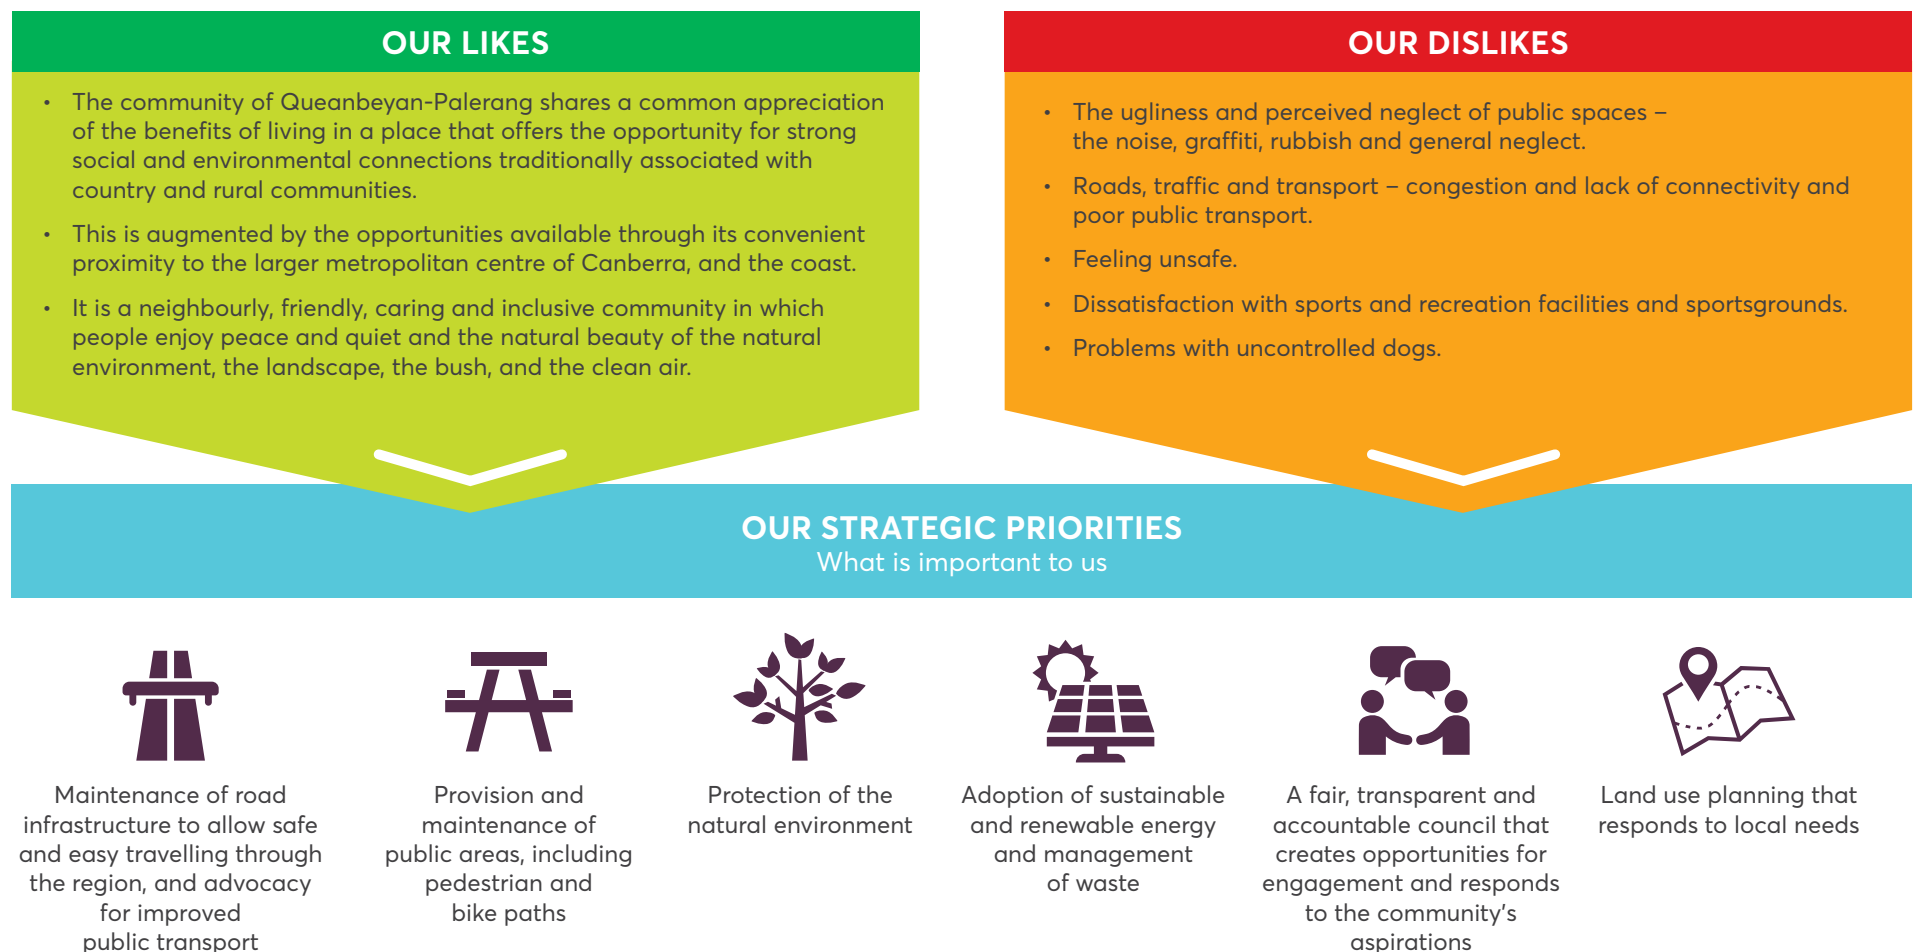 OUR LIKES
• The community of Queanbeyan-Palerang shares a common appreciation
of the benefits of living in a place that offers the opportunity for strong
social and environmental connections traditionally associated with
country and rural communities.
• This is augmented by the opportunities available through its convenient
proximity to the larger metropolitan centre of Canberra, and the coast.
• It is a neighbourly, friendly, caring and inclusive community in which
people enjoy peace and quiet and the natural beauty of the natural
environment, the landscape, the bush, and the clean air.
OUR DISLIKES
• The ugliness and perceived neglect of public spaces –
the noise, graffiti, rubbish and general neglect.
• Roads, traffic and transport – congestion and lack of connectivity and
poor public transport.
• Feeling unsafe.
• Dissatisfaction with sports and recreation facilities and sportsgrounds.
• Problems with uncontrolled dogs.
OUR STRATEGIC PRIORITIES
What is important to us
Maintenance of road
infrastructure to allow safe
and easy travelling through
the region, and advocacy
for improved
public transport
Provision and
maintenance of
public areas, including
pedestrian and
bike paths
Protection of the
natural environment
Adoption of sustainable
and renewable energy
and management
of waste
A fair, transparent and
accountable council that
creates opportunities for
engagement and responds
to the community's
aspirations
Land use planning that
responds to local needs